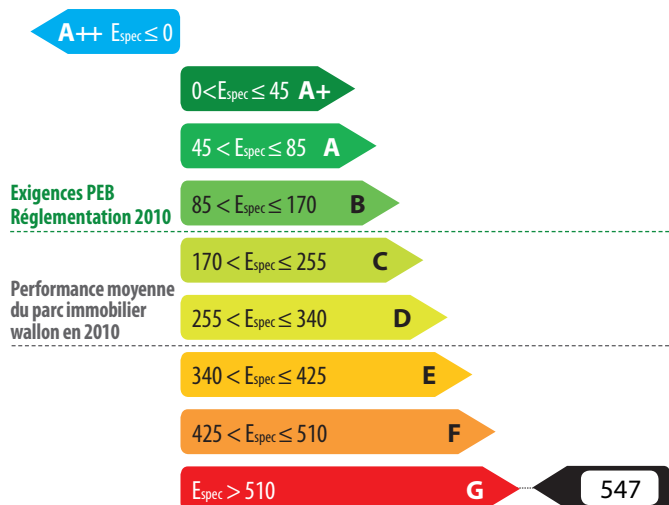 A++ Espec ≤ 0
0<Espec ≤ 45 A+
45 < Espec ≤ 85 A
Exigences PEB
Réglementation 2010
85 < Espec ≤ 170 B
170 < Espec ≤ 255 C
Performance moyenne
du parc immobilier
wallon en 2010
255 < Espec ≤ 340 D
340 < Espec ≤ 425 E
425 < Espec ≤ 510 F
Espec > 510 G
547